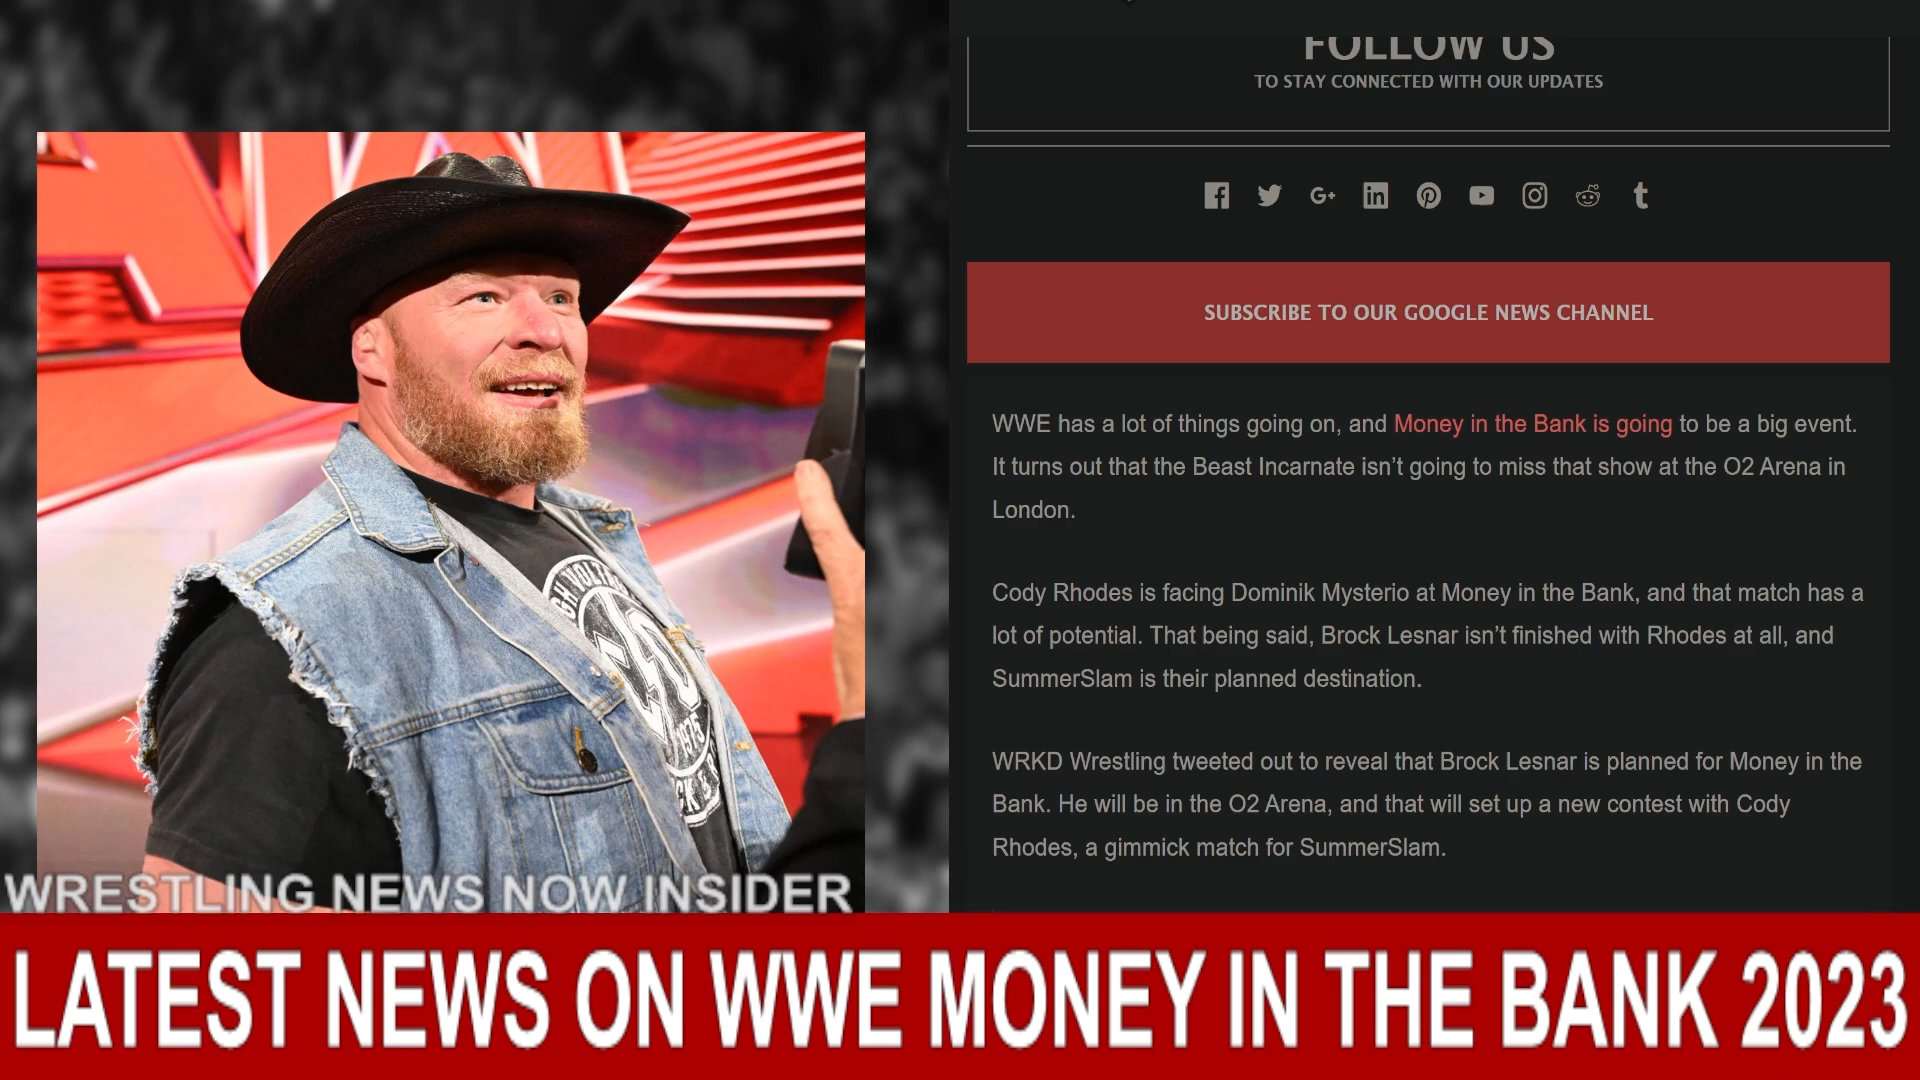 FOLLOW US
TO STAY CONNECTED WITH OUR UPDATES
SUBSCRIBE TO OUR GOOGLE NEWS CHANNEL
WWE has a lot of things going on, and Money in the Bank is going to be a big event.
It turns out that the Beast Incarnate isn’t going to miss that show at the O2 Arena in
London.
Cody Rhodes is facing Dominik Mysterio at Money in the Bank, and that match has a
lot of potential. That being said, Brock Lesnar isn’t finished with Rhodes at all, and
SummerSlam is their planned destination.
WRKD Wrestling tweeted out to reveal that Brock Lesnar is planned for Money in the
Bank. He will be in the O2 Arena, and that will set up a new contest with Cody
Rhodes, a gimmick match for SummerSlam.
1975
WRESTLING NEWS NOW INSIDER
LATEST NEWS ON WWE MONEY IN THE BANK 2023